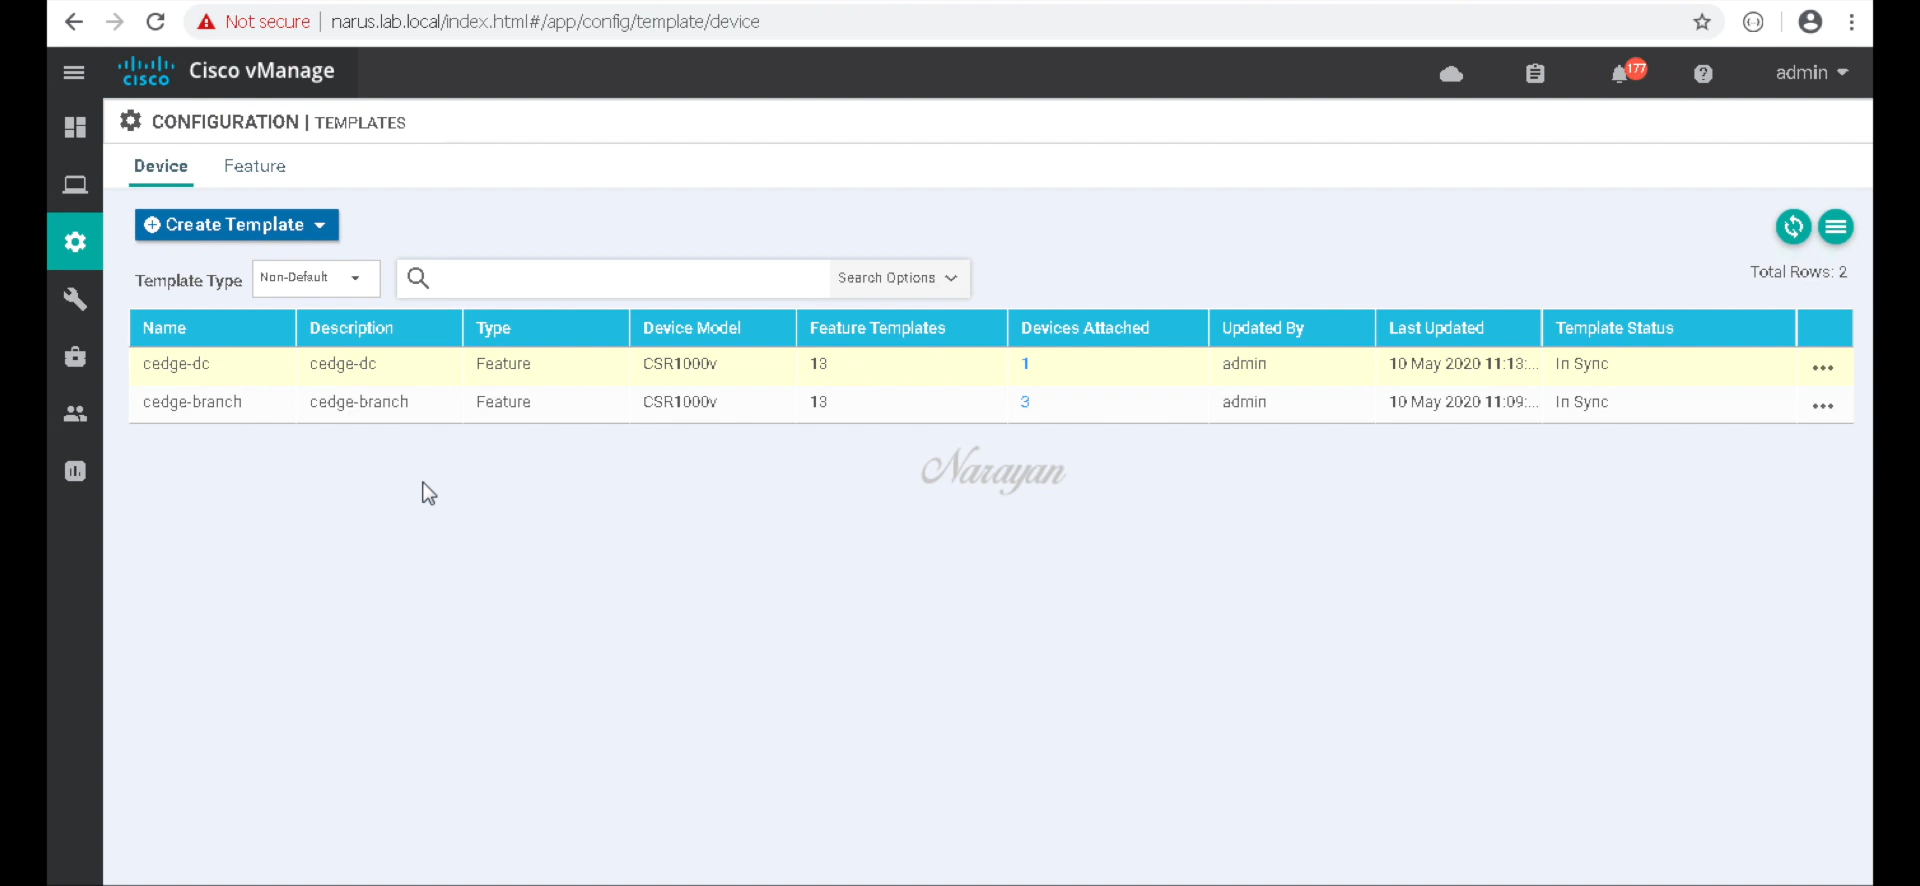 Not secure | narus.lab.local/index.html#/app/config/template/device
cisco Cisco vManage
177
admin
CONFIGURATION | TEMPLATES
Device Feature
Create Template
Template Type Non-Default Search Options
Total Rows: 2
Name Description Type Device Model Feature Templates Devices Attached Updated By Last Updated Template Status
cedge-dc cedge-dc Feature CSR1000v 13 1 admin 10 May 2020 11:13:... In Sync ...
cedge-branch cedge-branch Feature CSR1000v 13 3 admin 10 May 2020 11:09:... In Sync ...
Narayan